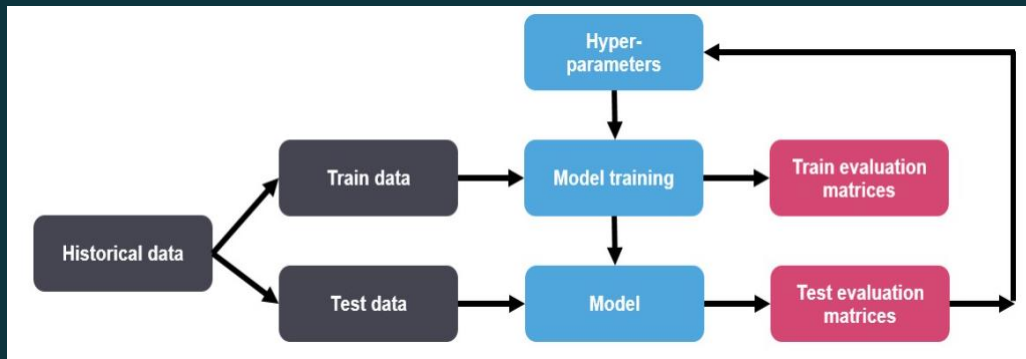 Hyper-
parameters
Train data
Model training
Train evaluation
matrices
Historical data
Test data
Model
Test evaluation
matrices